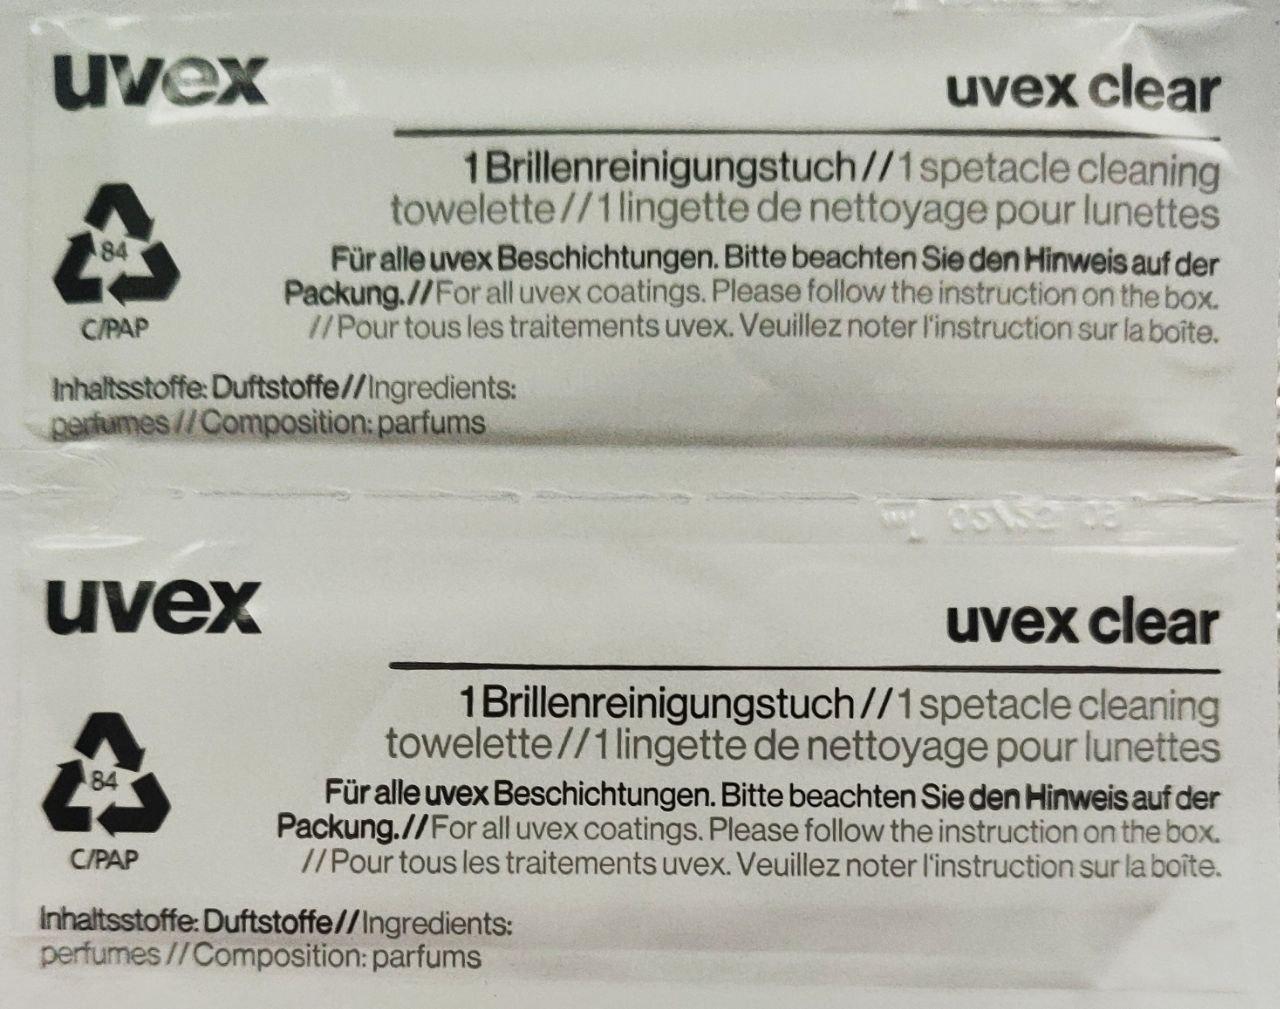 uvex
uvex clear
1 Brillenreinigungstuch // 1 spetacle cleaning
towelette // 1 lingette de nettoyage pour lunettes
84
C/PAP
Für alle uvex Beschichtungen. Bitte beachten Sie den Hinweis auf der
Packung. // For all uvex coatings. Please follow the instruction on the box.
// Pour tous les traitements uvex. Veuillez noter l'instruction sur la boîte.
Inhaltsstoffe: Duftstoffe // Ingredients:
perfumes // Composition: parfums
uvex
uvex clear
1 Brillenreinigungstuch // 1 spetacle cleaning
towelette // 1 lingette de nettoyage pour lunettes
84
C/PAP
Für alle uvex Beschichtungen. Bitte beachten Sie den Hinweis auf der
Packung. // For all uvex coatings. Please follow the instruction on the box.
// Pour tous les traitements uvex. Veuillez noter l'instruction sur la boîte.
Inhaltsstoffe: Duftstoffe // Ingredients:
perfumes // Composition: parfums